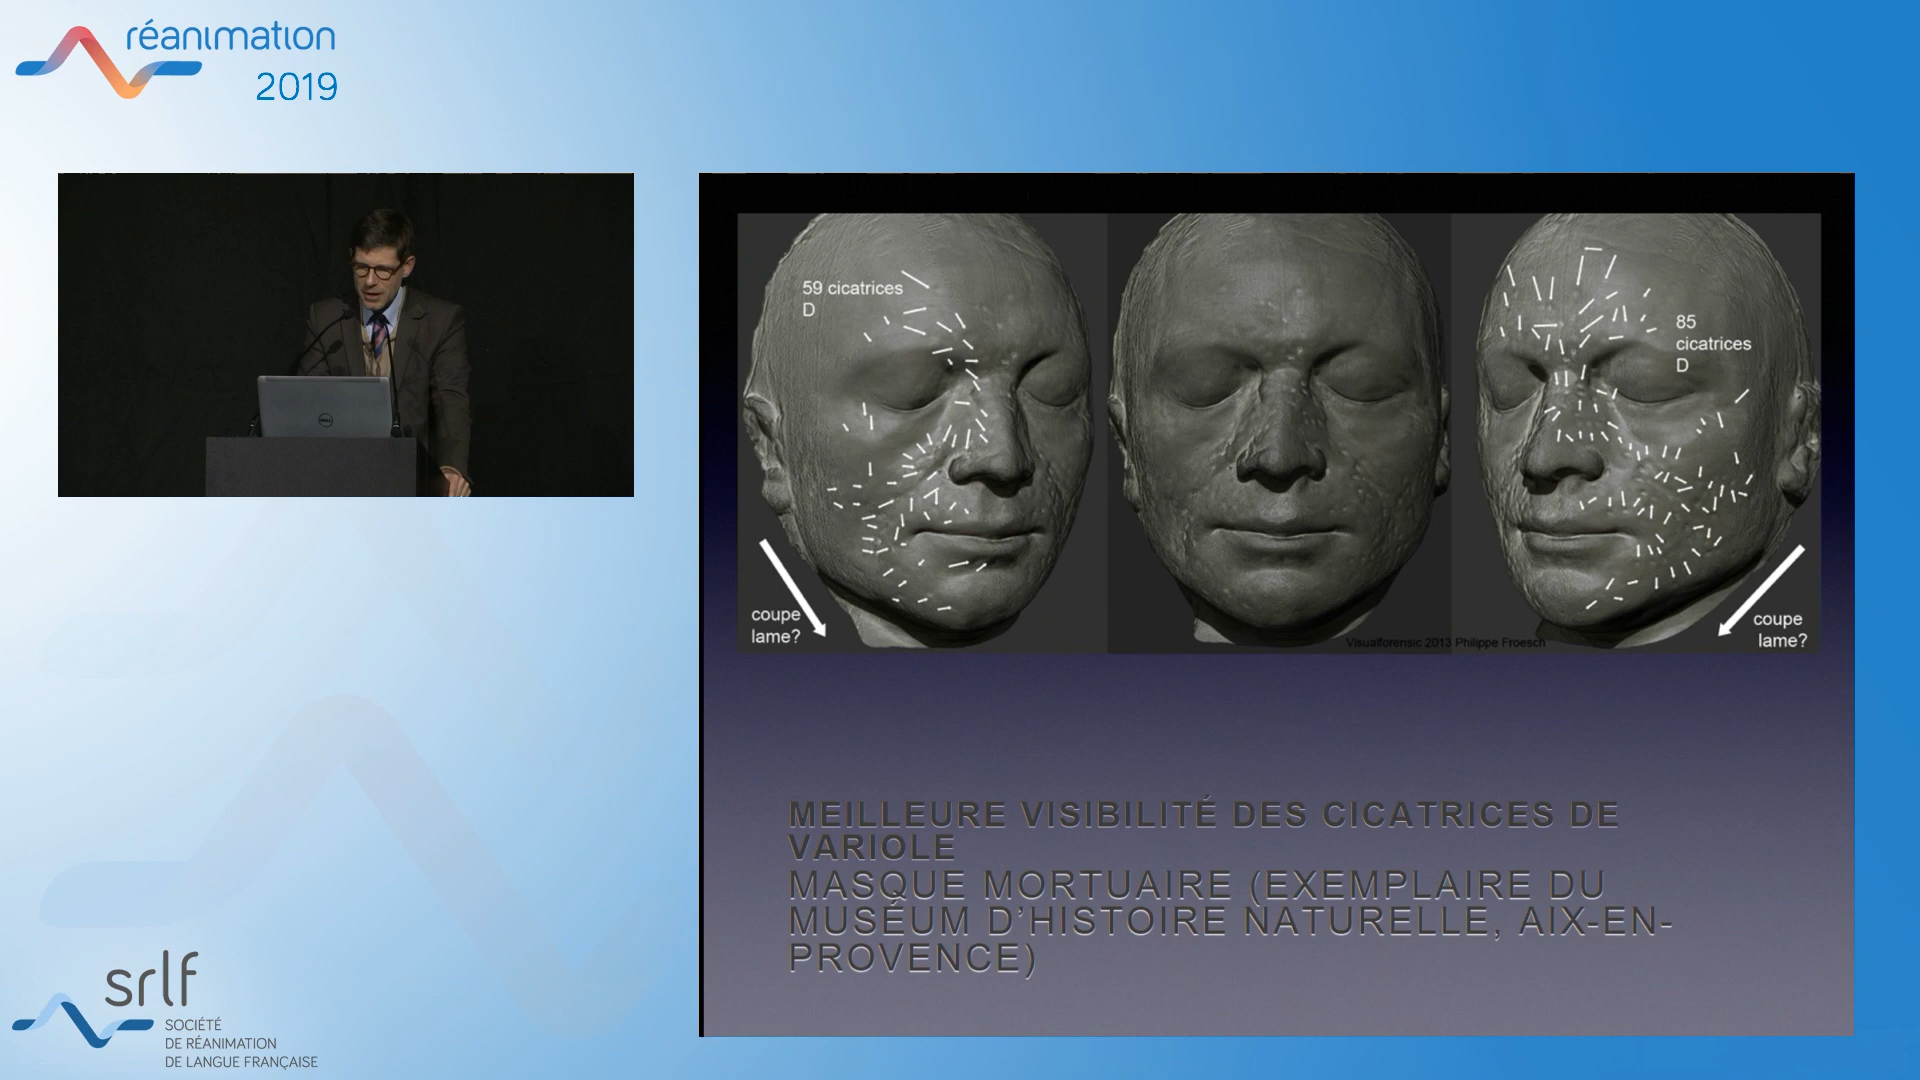 réanimation
2019
59 cicatrices
D
85
cicatrices
D
coupe
lame?
coupe
lame?
Visualforensic 2013 Philippe Froesch
MEILLEURE VISIBILITÉ DES CICATRICES DE
VARIOLE
MASQUE MORTUAIRE (EXEMPLAIRE DU
MUSÉUM D’HISTOIRE NATURELLE, AIX-EN-
PROVENCE)
srlf
SOCIÉTÉ
DE RÉANIMATION
DE LANGUE FRANÇAISE